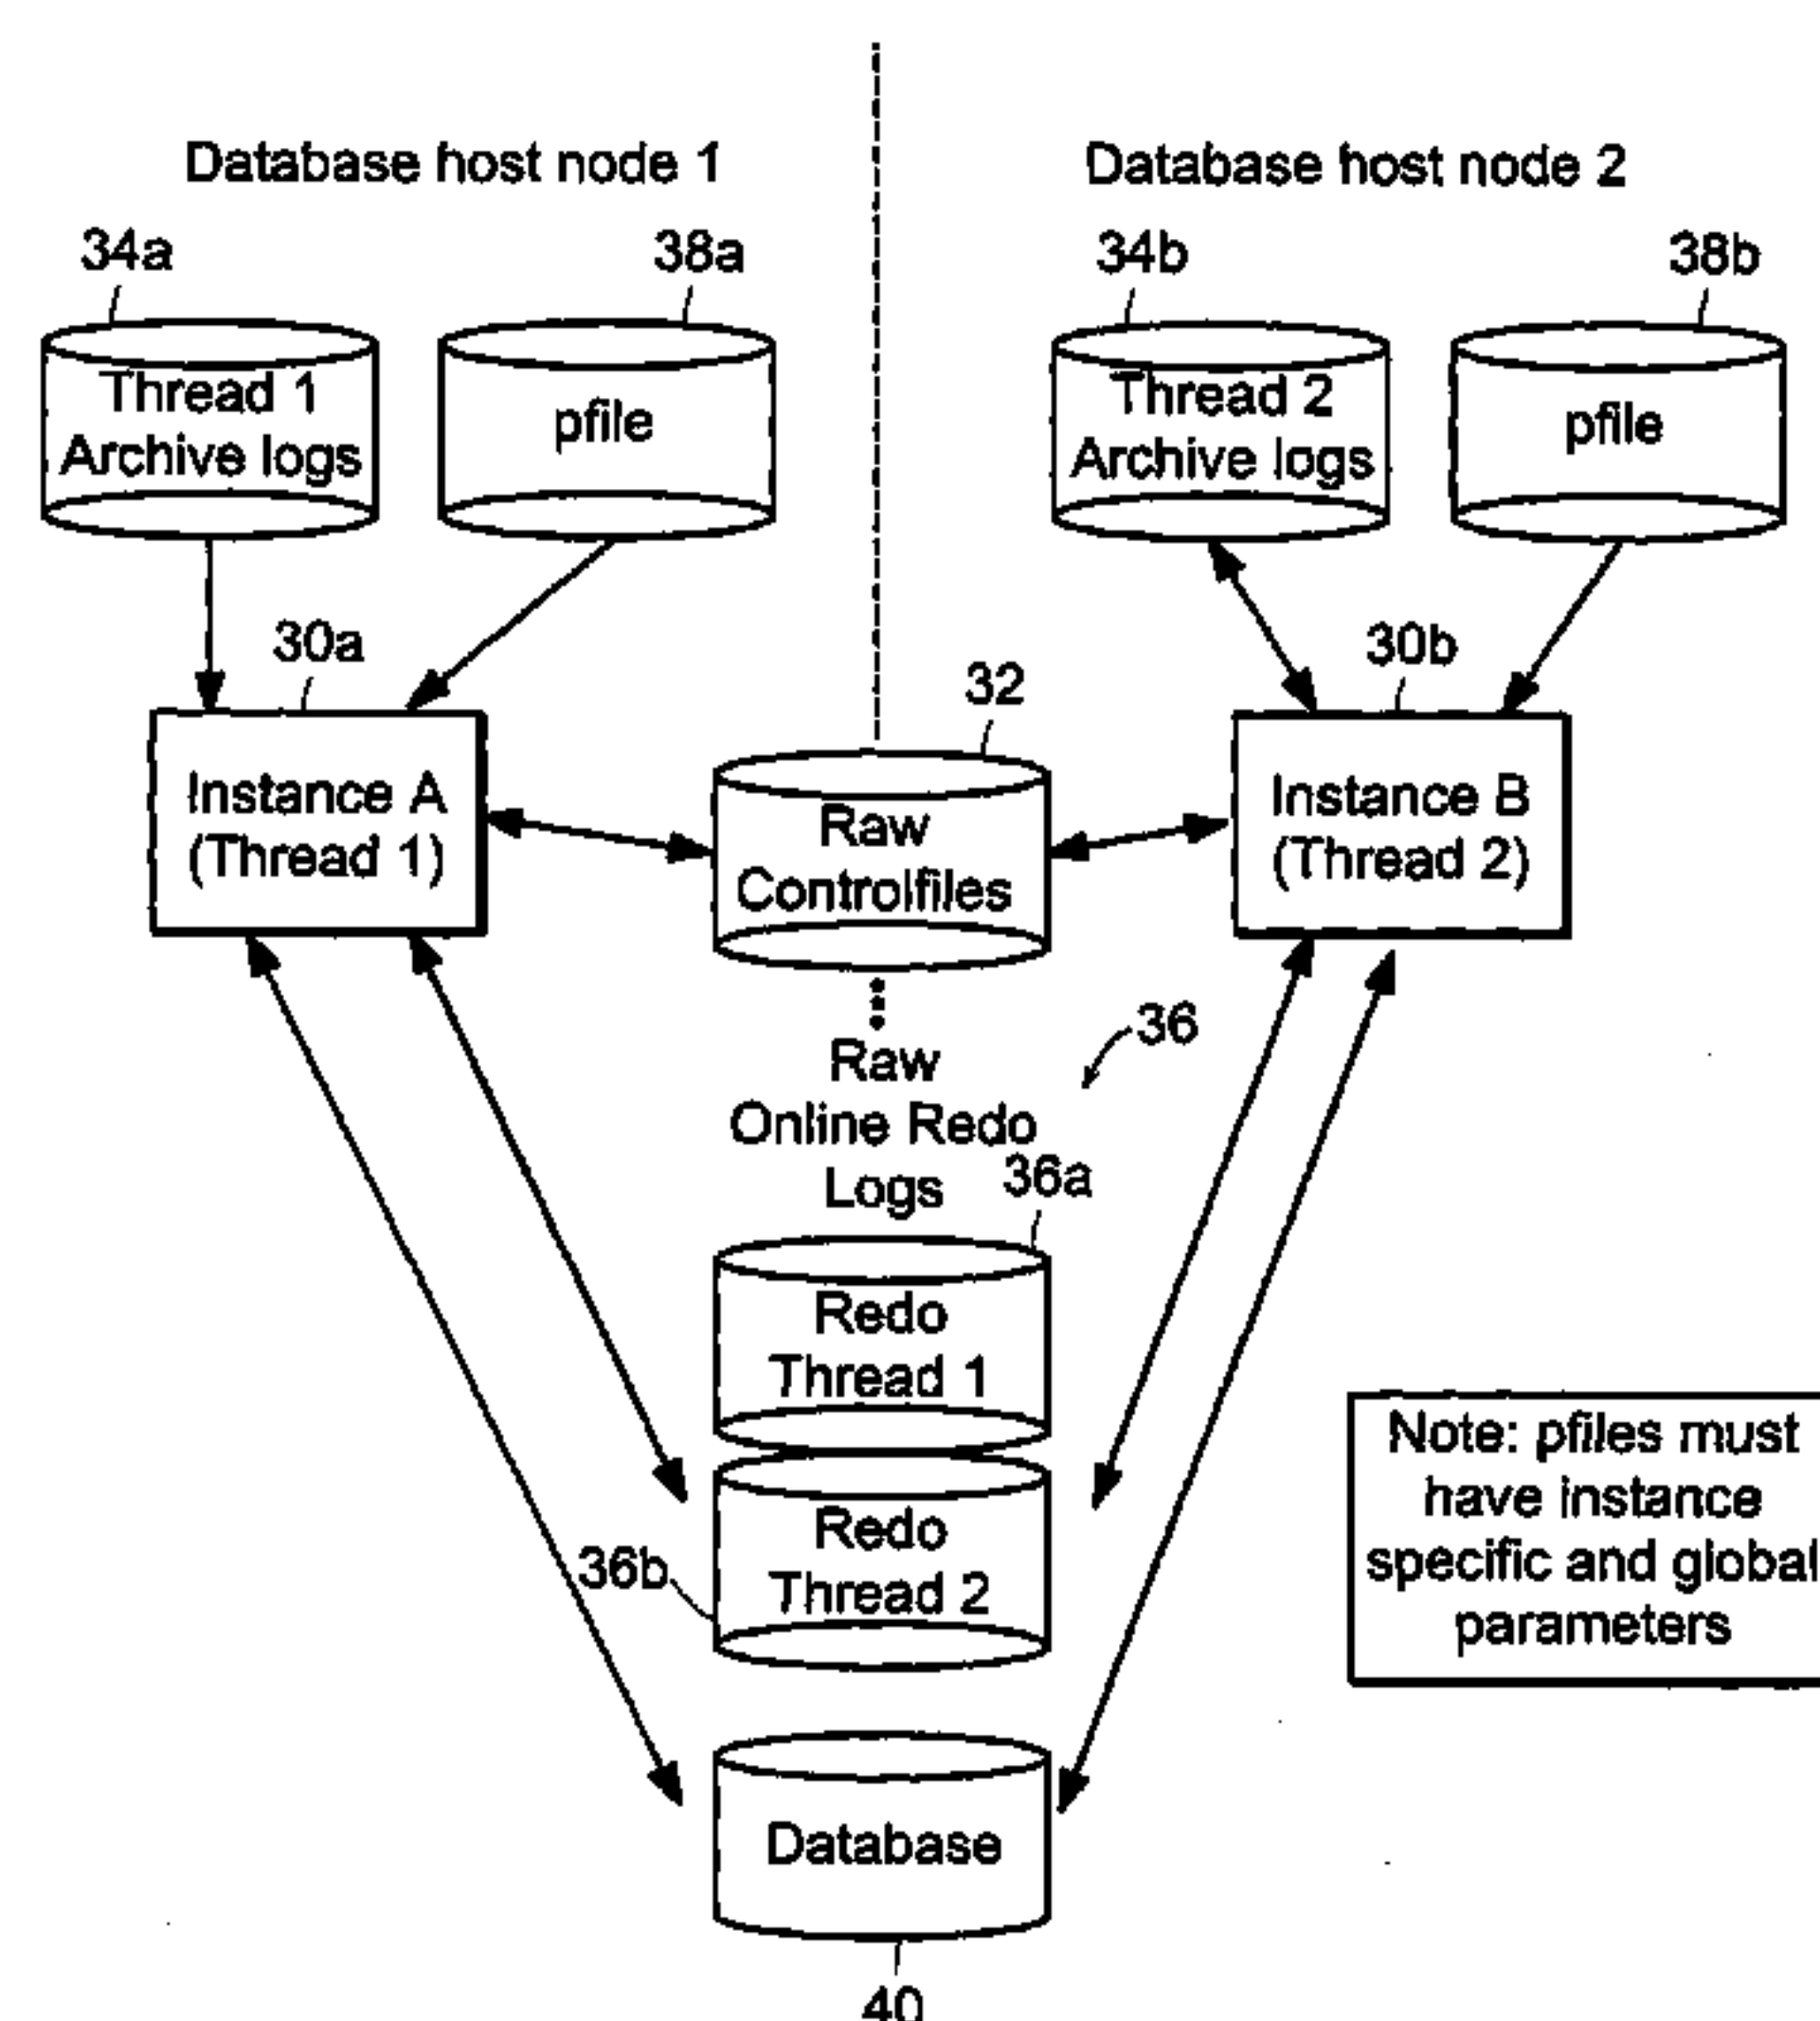 Database host node 1
Database host node 2
34a
38a
34b
38b
Thread 1
Archive logs
pfile
Thread 2
Archive logs
pfile
30a
32
30b
Instance A
(Thread 1)
Raw
Controlfiles
Instance B
(Thread 2)
36
Raw
Online Redo
Logs
36a
Redo
Thread 1
36b
Redo
Thread 2
Note: pfiles must
have instance
specific and global
parameters
Database
40